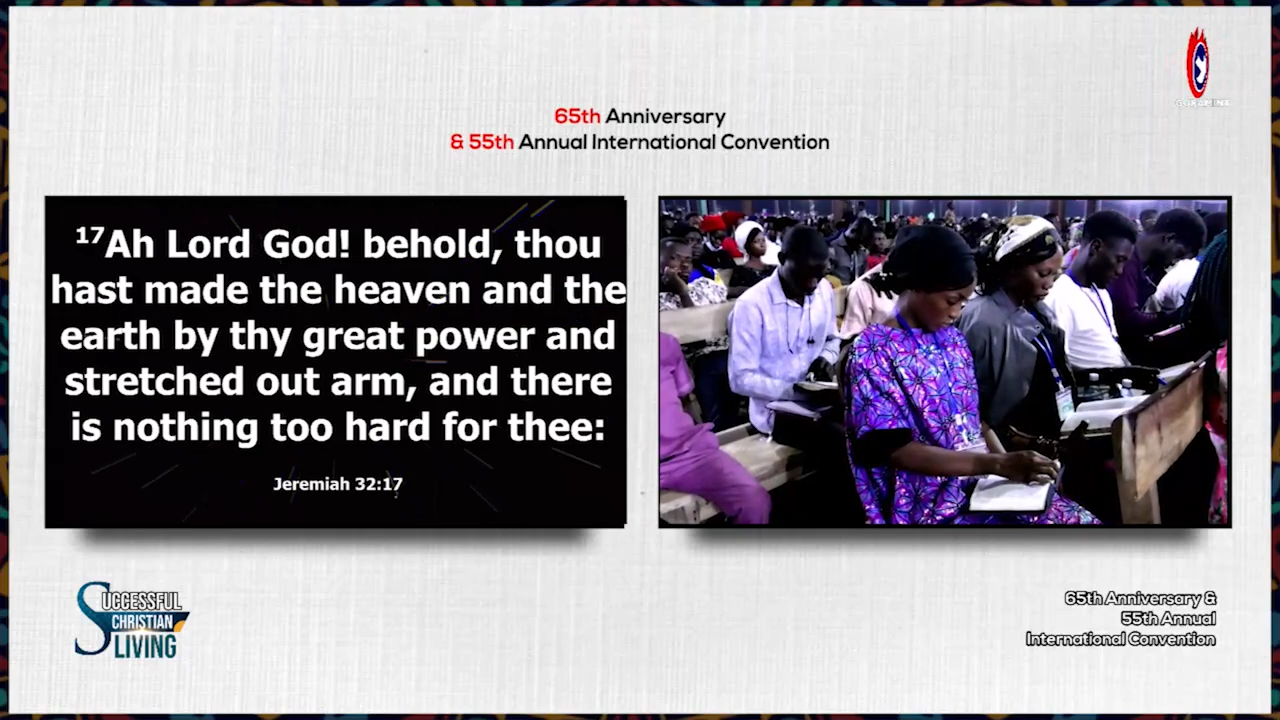 65th Anniversary
& 55th Annual International Convention
17Ah Lord God! behold, thou
hast made the heaven and the
earth by thy great power and
stretched out arm, and there
is nothing too hard for thee:
Jeremiah 32:17
SUCCESSFUL
CHRISTIAN
LIVING
65th Anniversary &
55th Annual
International Convention